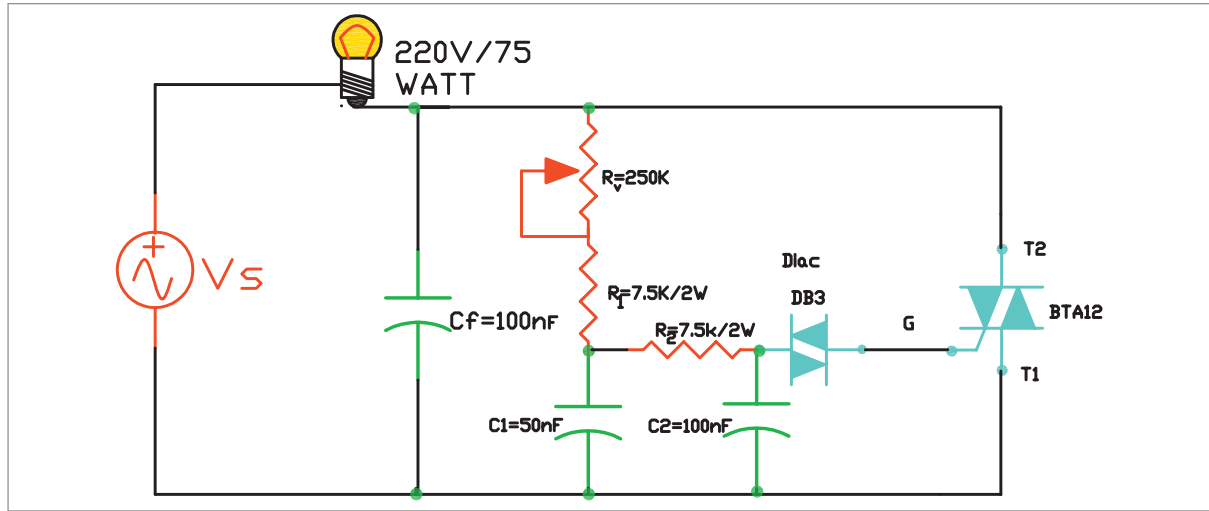 220V/75
WATT
+
Vs
Rv=250K
R1=7.5K/2W
R2=7.5k/2W
Cf=100nF
C1=50nF
C2=100nF
Diac
DB3
G
T2
BTA12
T1